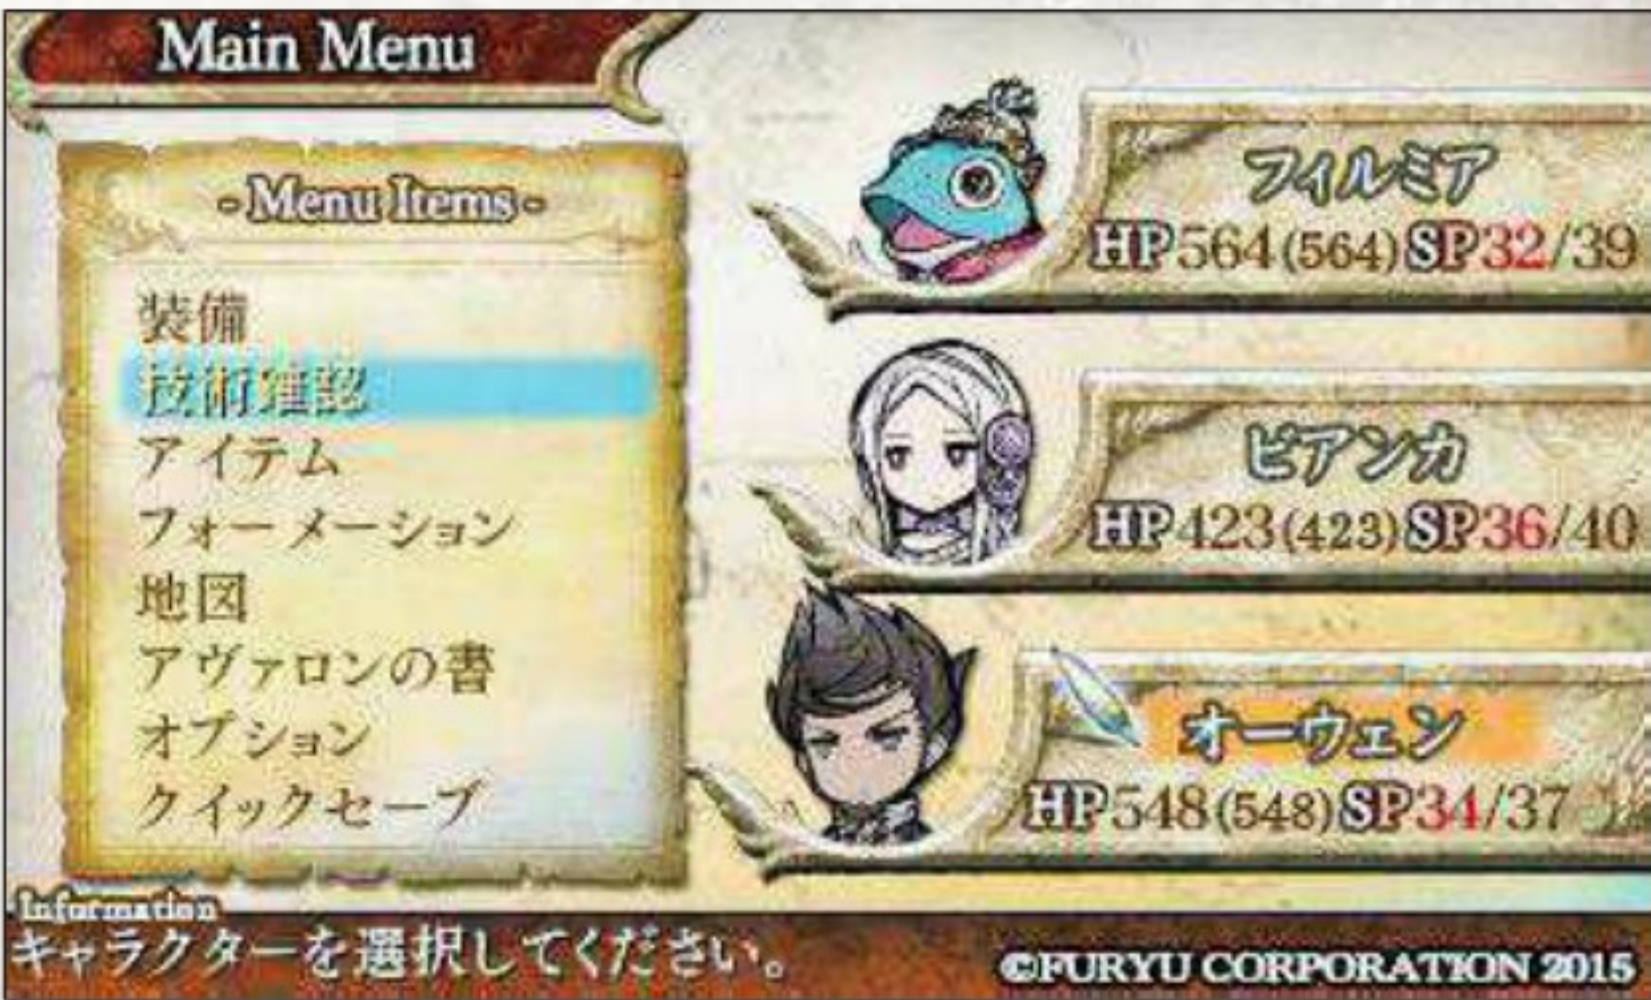 Main Menu
- Menu Items -
装備
技術確認
アイテム
フォーメーション
地図
アヴァロンの書
オプション
クイックセーブ
フィルミア
HP564(564)SP32/39
ビアンカ
HP423(423)SP36/40
オーウェン
HP548(548)SP34/37
Information
キャラクターを選択してください。
©FURYU CORPORATION 2015